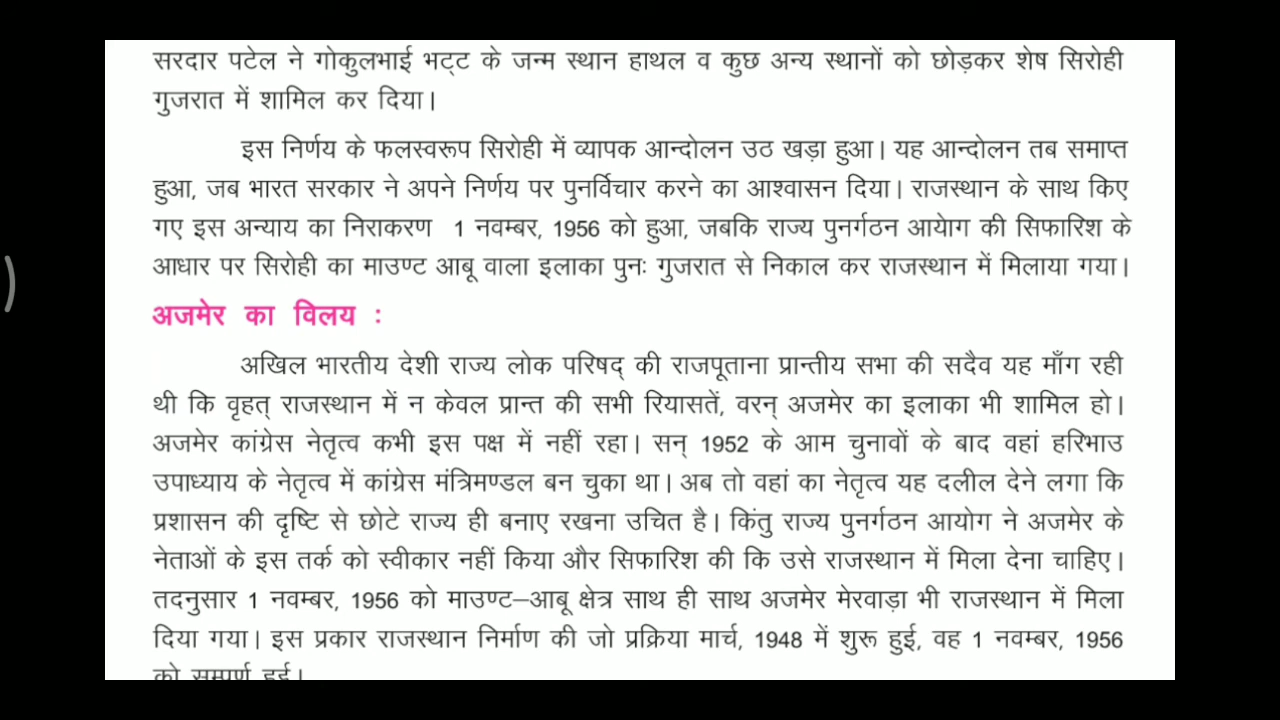 सरदार पटेल ने गोकुलभाई भट्ट के जन्म स्थान हाथल व कुछ अन्य स्थानों को छोड़कर शेष सिरोही
गुजरात में शामिल कर दिया।
इस निर्णय के फलस्वरूप सिरोही में व्यापक आन्दोलन उठ खड़ा हुआ। यह आन्दोलन तब समाप्त
हुआ, जब भारत सरकार ने अपने निर्णय पर पुनर्विचार करने का आश्वासन दिया। राजस्थान के साथ किए
गए इस अन्याय का निराकरण 1 नवम्बर, 1956 को हुआ, जबकि राज्य पुनर्गठन आयेाग की सिफारिश के
आधार पर सिरोही का माउण्ट आबू वाला इलाका पुनः गुजरात से निकाल कर राजस्थान में मिलाया गया।
अजमेर का विलय :
अखिल भारतीय देशी राज्य लोक परिषद् की राजपूताना प्रान्तीय सभा की सदैव यह माँग रही
थी कि वृहत् राजस्थान में न केवल प्रान्त की सभी रियासतें, वरन् अजमेर का इलाका भी शामिल हो।
अजमेर कांग्रेस नेतृत्व कभी इस पक्ष में नहीं रहा। सन् 1952 के आम चुनावों के बाद वहां हरिभाउ
उपाध्याय के नेतृत्व में कांग्रेस मंत्रिमण्डल बन चुका था। अब तो वहां का नेतृत्व यह दलील देने लगा कि
प्रशासन की दृष्टि से छोटे राज्य ही बनाए रखना उचित है। किंतु राज्य पुनर्गठन आयोग ने अजमेर के
नेताओं के इस तर्क को स्वीकार नहीं किया और सिफारिश की कि उसे राजस्थान में मिला देना चाहिए।
तदनुसार 1 नवम्बर, 1956 को माउण्ट–आबू क्षेत्र साथ ही साथ अजमेर मेरवाड़ा भी राजस्थान में मिला
दिया गया। इस प्रकार राजस्थान निर्माण की जो प्रक्रिया मार्च, 1948 में शुरू हुई, वह 1 नवम्बर, 1956
को सम्पूर्ण हुई।